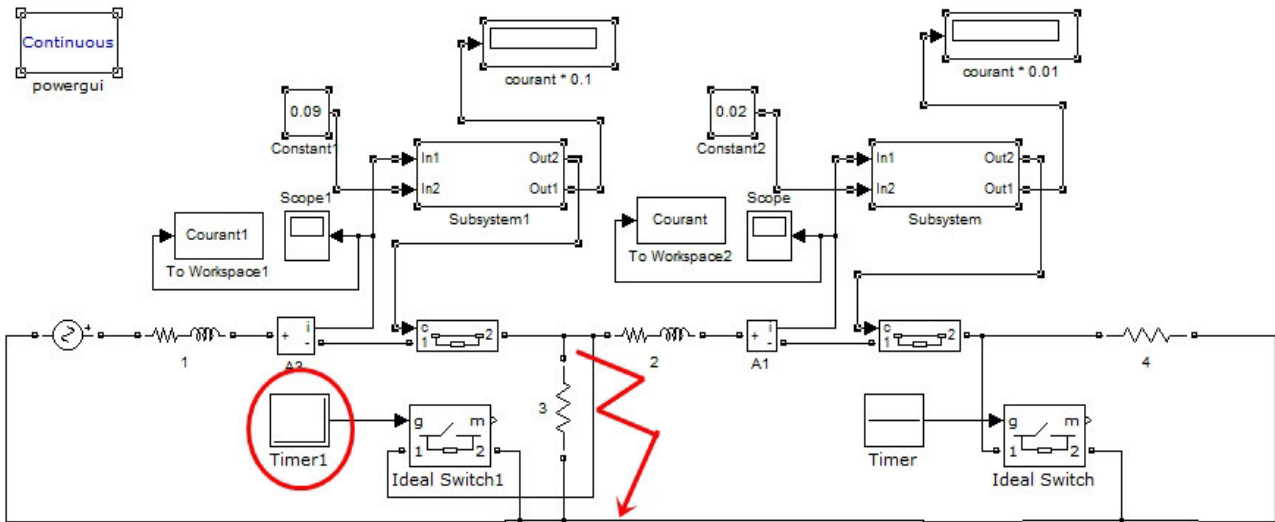 Continuous
powergui
courant * 0.1
courant * 0.01
0.09
Constant1
0.02
Constant2
In1
Out2
In2
Out1
Subsystem1
In1
Out2
In2
Out1
Subsystem
Scope1
Courant1
To Workspace1
Scope
Courant
To Workspace2
+
1
+
i
-
A3
c
1
2
2
+
i
-
A1
c
1
2
4
3
Timer1
g
m
1
2
Ideal Switch1
Timer
g
m
1
2
Ideal Switch